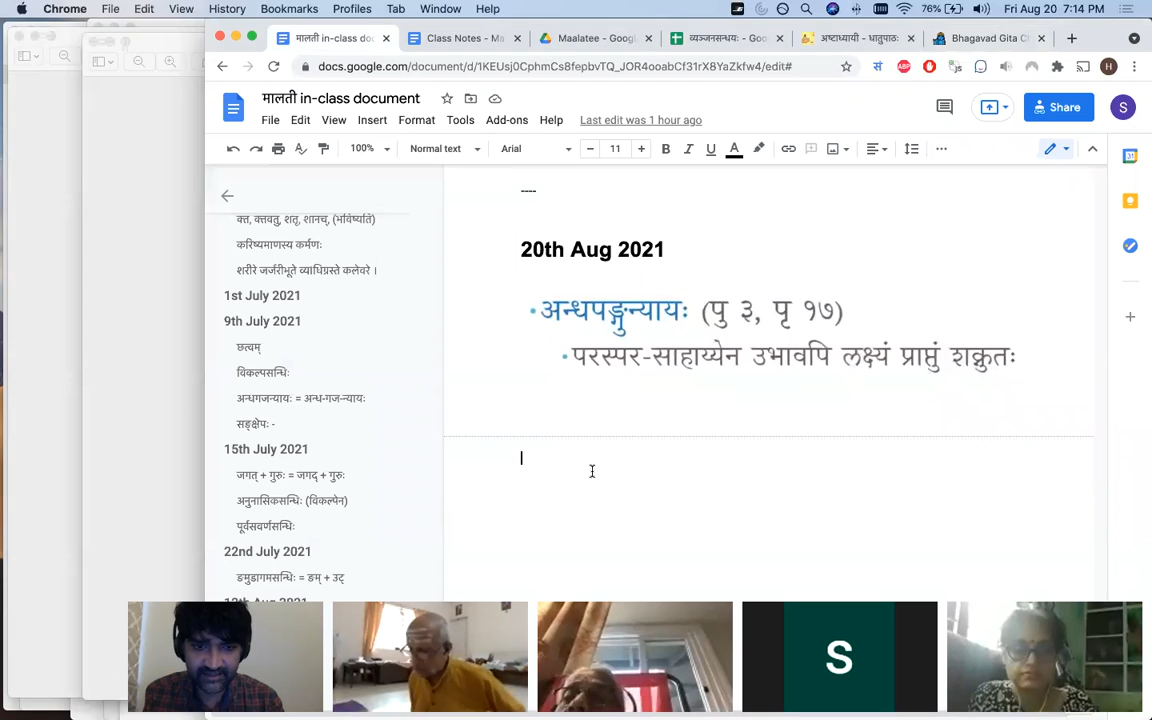 Chrome File Edit View History Bookmarks Profiles Tab Window Help 76% Fri Aug 20 7:14 PM
मालती in-class doc Class Notes - Ma Maalatee - Goog व्यञ्जनसन्धयः - Goo अष्टाध्यायी - धातुपाठः Bhagavad Gita C
docs.google.com/document/d/1KEUsj0CphmCs8fepbvTQ_JOR4ooabCf31rX8YaZkfw4/edit#
मालती in-class document
File Edit View Insert Format Tools Add-ons Help Last edit was 1 hour ago
Share
S
100% Normal text Arial 11
क्त, क्तवतु, शतृ, शानच्, (भविष्यति)
करिष्यमाणस्य कर्मणः
शरीरे जर्जरीभूते व्याधिग्रस्ते कलेवरे ।
1st July 2021
9th July 2021
छत्वम्
विकल्पसन्धिः
अन्धगजन्यायः = अन्ध-गज-न्यायः
सङ्क्षेपः -
15th July 2021
जगत् + गुरुः = जगद् + गुरुः
अनुनासिकसन्धिः (विकल्पेन)
पूर्वसवर्णसन्धिः
22nd July 2021
ङमुडागमसन्धिः = ङम् + उट्
----
20th Aug 2021
•अन्धपङ्गुन्यायः (पु ३, पृ १७)
•परस्पर-साहाय्येन उभावपि लक्ष्यं प्राप्तुं शक्नुतः
S